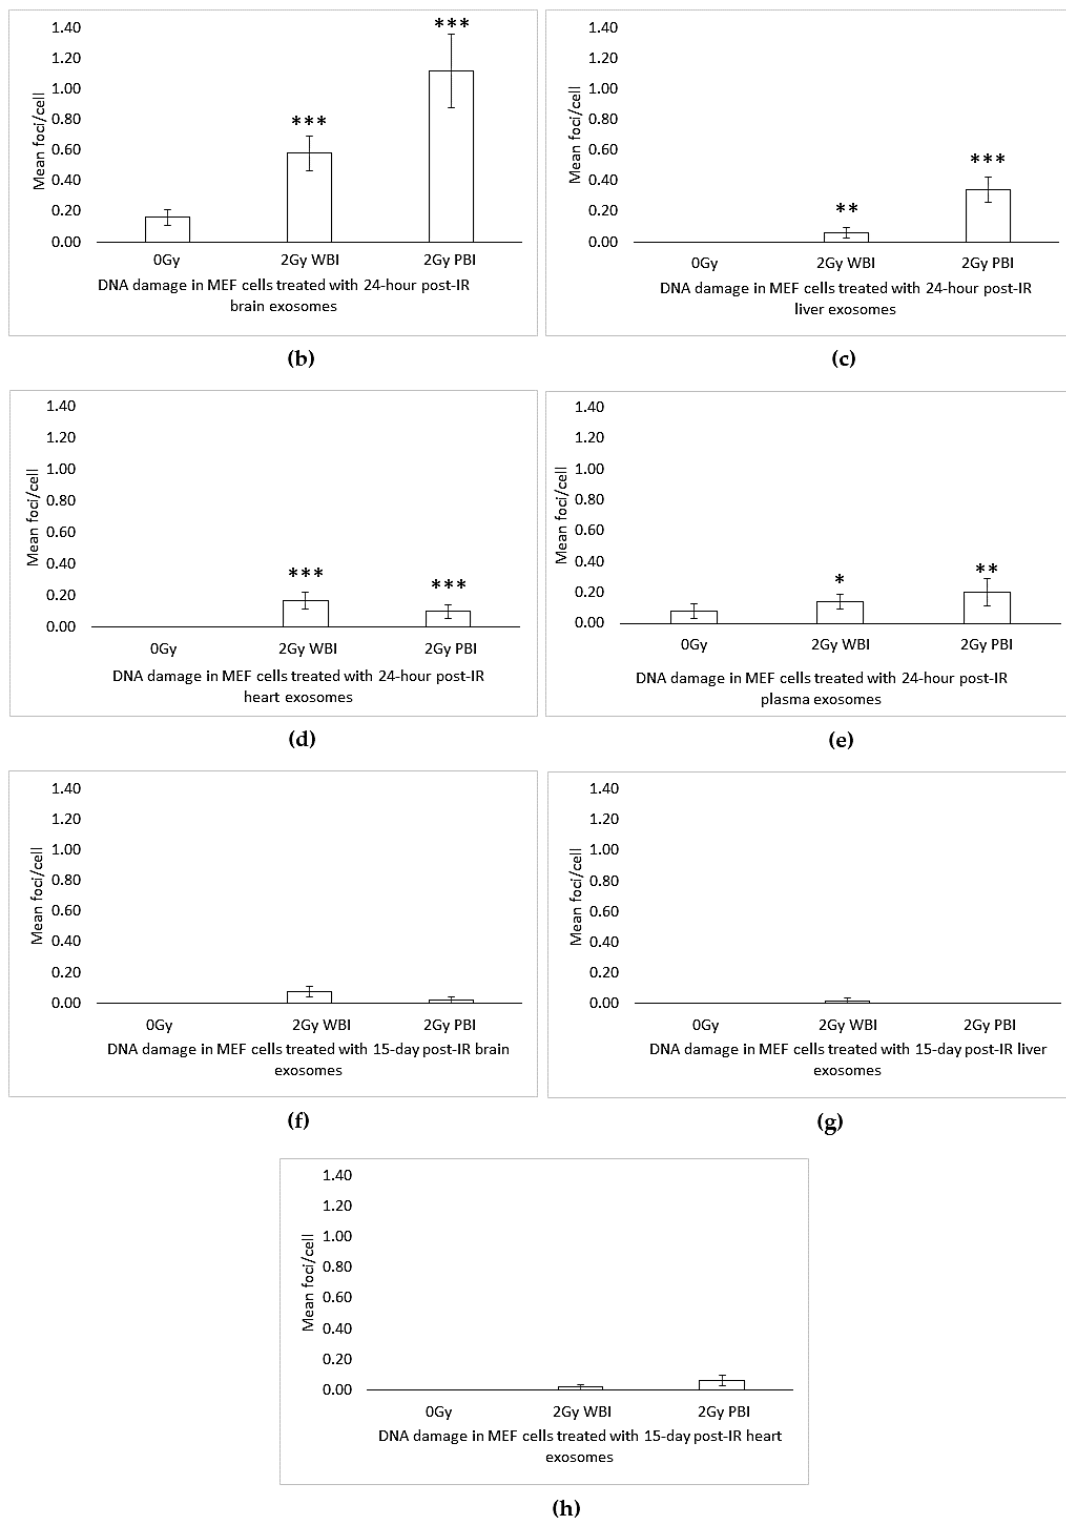 1.40
1.20
1.00
0.80
0.60
0.40
0.20
0.00
Mean foci/cell
***
***
0Gy
2Gy WBI
2Gy PBI
DNA damage in MEF cells treated with 24-hour post-IR
brain exosomes
(b)
1.40
1.20
1.00
0.80
0.60
0.40
0.20
0.00
Mean foci/cell
**
***
0Gy
2Gy WBI
2Gy PBI
DNA damage in MEF cells treated with 24-hour post-IR
liver exosomes
(c)
1.40
1.20
1.00
0.80
0.60
0.40
0.20
0.00
Mean foci/cell
***
***
0Gy
2Gy WBI
2Gy PBI
DNA damage in MEF cells treated with 24-hour post-IR
heart exosomes
(d)
1.40
1.20
1.00
0.80
0.60
0.40
0.20
0.00
Mean foci/cell
*
**
0Gy
2Gy WBI
2Gy PBI
DNA damage in MEF cells treated with 24-hour post-IR
plasma exosomes
(e)
1.40
1.20
1.00
0.80
0.60
0.40
0.20
0.00
Mean foci/cell
0Gy
2Gy WBI
2Gy PBI
DNA damage in MEF cells treated with 15-day post-IR brain
exosomes
(f)
1.40
1.20
1.00
0.80
0.60
0.40
0.20
0.00
Mean foci/cell
0Gy
2Gy WBI
2Gy PBI
DNA damage in MEF cells treated with 15-day post-IR liver
exosomes
(g)
1.40
1.20
1.00
0.80
0.60
0.40
0.20
0.00
Mean foci/cell
0Gy
2Gy WBI
2Gy PBI
DNA damage in MEF cells treated with 15-day post-IR heart
exosomes
(h)